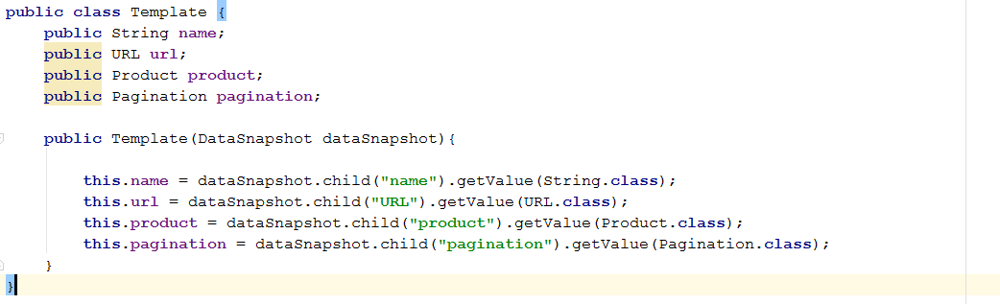 public class Template {
    public String name;
    public URL url;
    public Product product;
    public Pagination pagination;
    public Template(DataSnapshot dataSnapshot){
        this.name = dataSnapshot.child("name").getValue(String.class);
        this.url = dataSnapshot.child("URL").getValue(URL.class);
        this.product = dataSnapshot.child("product").getValue(Product.class);
        this.pagination = dataSnapshot.child("pagination").getValue(Pagination.class);
    }
}